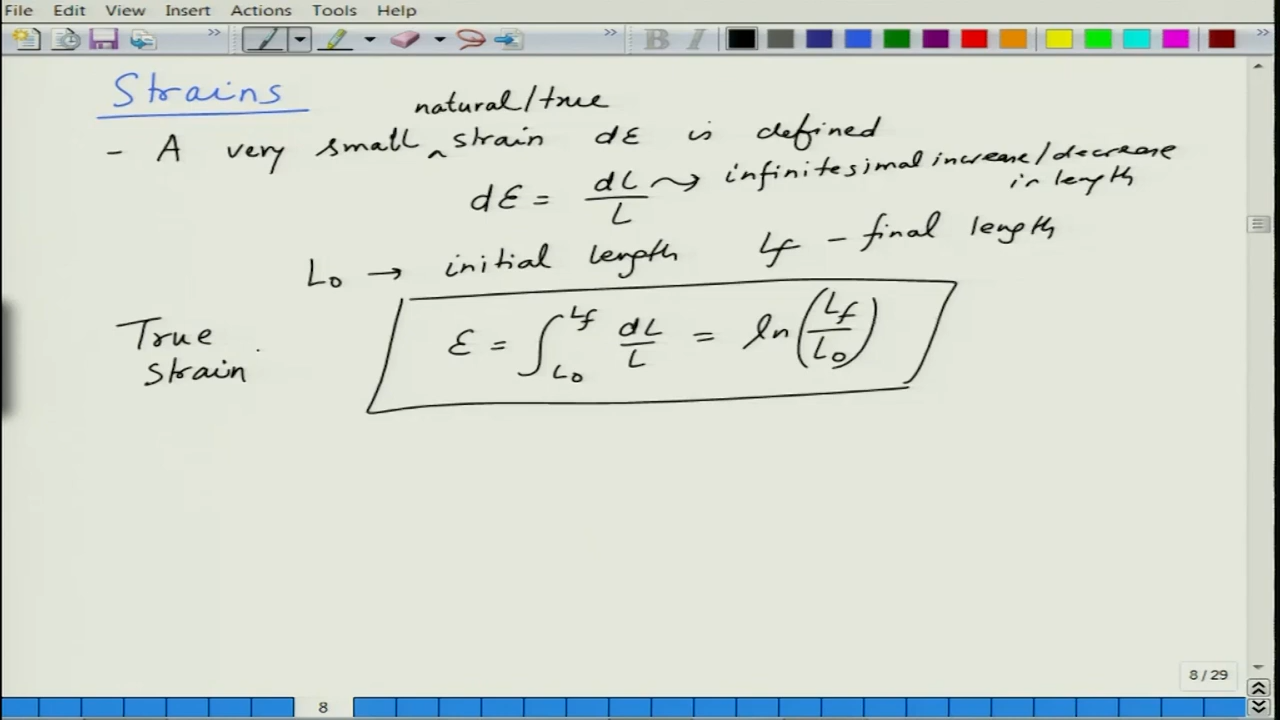 File Edit View Insert Actions Tools Help
Strains
natural/true
- A very small ‸ strain dε is defined
dε = dL/L ⇝ infinitesimal increase/decrease
in length
L₀ → initial length Lf - final length
True
Strain
ε = ∫_{L₀}^{Lf} dL/L = ln(Lf/L₀)
8 / 29
8